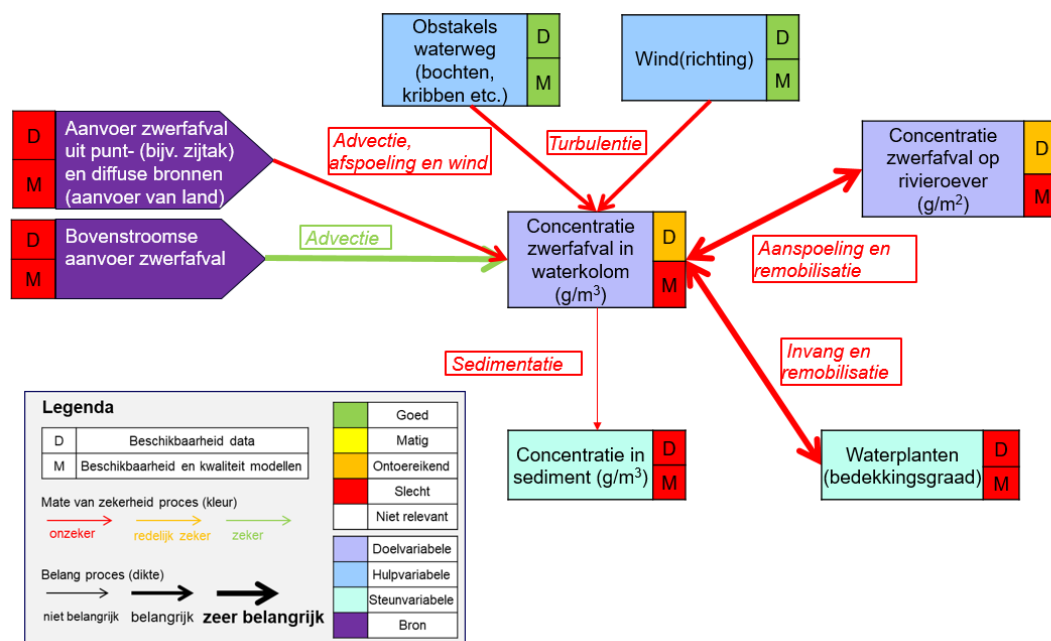 Obstakels
waterweg
(bochten,
kribben etc.)
D
M
Wind(richting)
D
M
D
M
Aanvoer zwerfafval
uit punt- (bijv. zijtak)
en diffuse bronnen
(aanvoer van land)
Advectie,
afspoeling en wind
Turbulentie
Concentratie
zwerfafval op
rivieroever
(g/m²)
D
M
D
M
Bovenstroomse
aanvoer zwerfafval
Advectie
Concentratie
zwerfafval in
waterkolom
(g/m³)
D
M
Aanspoeling en
remobilisatie
Sedimentatie
Invang en
remobilisatie
Concentratie in
sediment (g/m³)
D
M
Waterplanten
(bedekkingsgraad)
D
M
Legenda
D Beschikbaarheid data
M Beschikbaarheid en kwaliteit modellen
Mate van zekerheid proces (kleur)
onzeker redelijk zeker zeker
Belang proces (dikte)
niet belangrijk belangrijk zeer belangrijk
Goed
Matig
Ontoereikend
Slecht
Niet relevant
Doelvariabele
Hulpvariabele
Steunvariabele
Bron